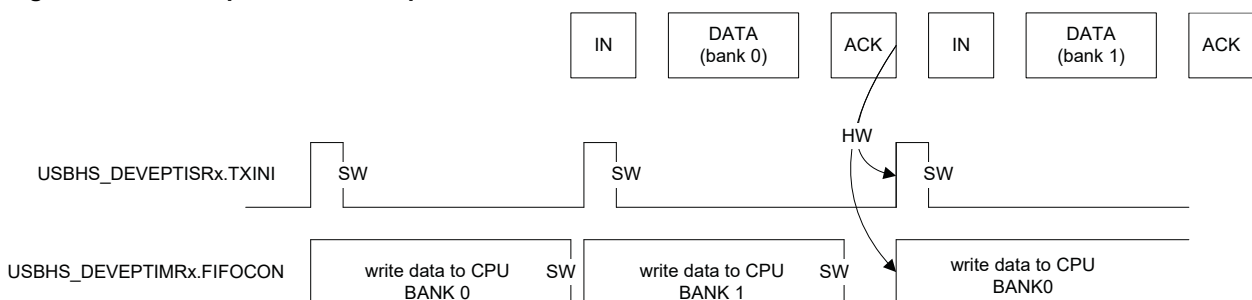 IN
DATA
(bank 0)
ACK
IN
DATA
(bank 1)
ACK
HW
USBHS_DEVEPTISRx.TXINI
SW
SW
SW
USBHS_DEVEPTIMRx.FIFOCON
write data to CPU
BANK 0
SW
write data to CPU
BANK 1
SW
write data to CPU
BANK0